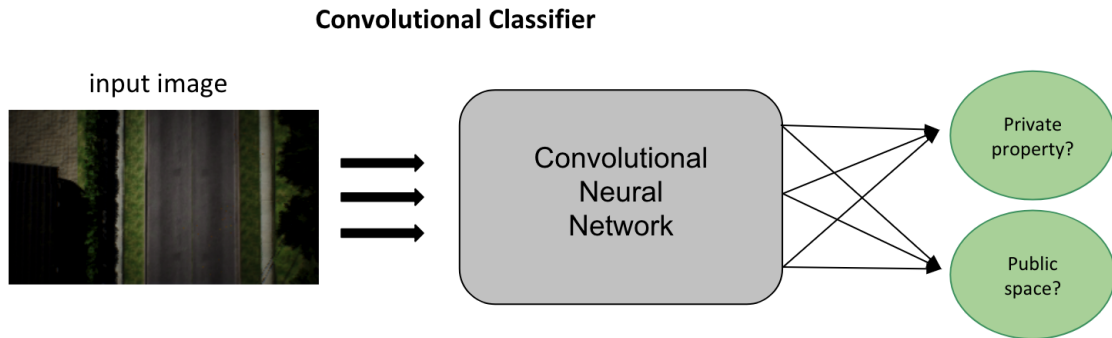 Convolutional Classifier
input image
Convolutional
Neural
Network
Private
property?
Public
space?